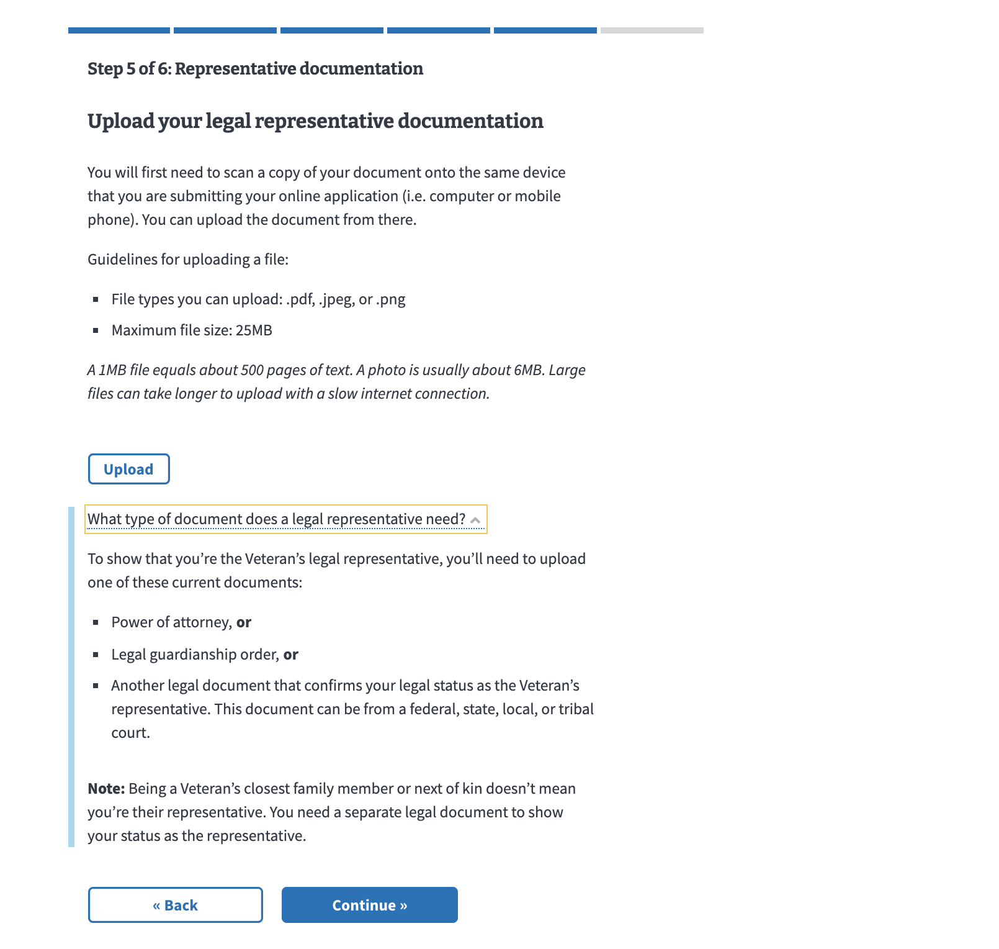 Step 5 of 6: Representative documentation
Upload your legal representative documentation
You will first need to scan a copy of your document onto the same device
that you are submitting your online application (i.e. computer or mobile
phone). You can upload the document from there.
Guidelines for uploading a file:
▪ File types you can upload: .pdf, .jpeg, or .png
▪ Maximum file size: 25MB
A 1MB file equals about 500 pages of text. A photo is usually about 6MB. Large
files can take longer to upload with a slow internet connection.
Upload
What type of document does a legal representative need?
To show that you’re the Veteran’s legal representative, you’ll need to upload
one of these current documents:
▪ Power of attorney, or
▪ Legal guardianship order, or
▪ Another legal document that confirms your legal status as the Veteran’s
representative. This document can be from a federal, state, local, or tribal
court.
Note: Being a Veteran’s closest family member or next of kin doesn’t mean
you’re their representative. You need a separate legal document to show
your status as the representative.
« Back
Continue »